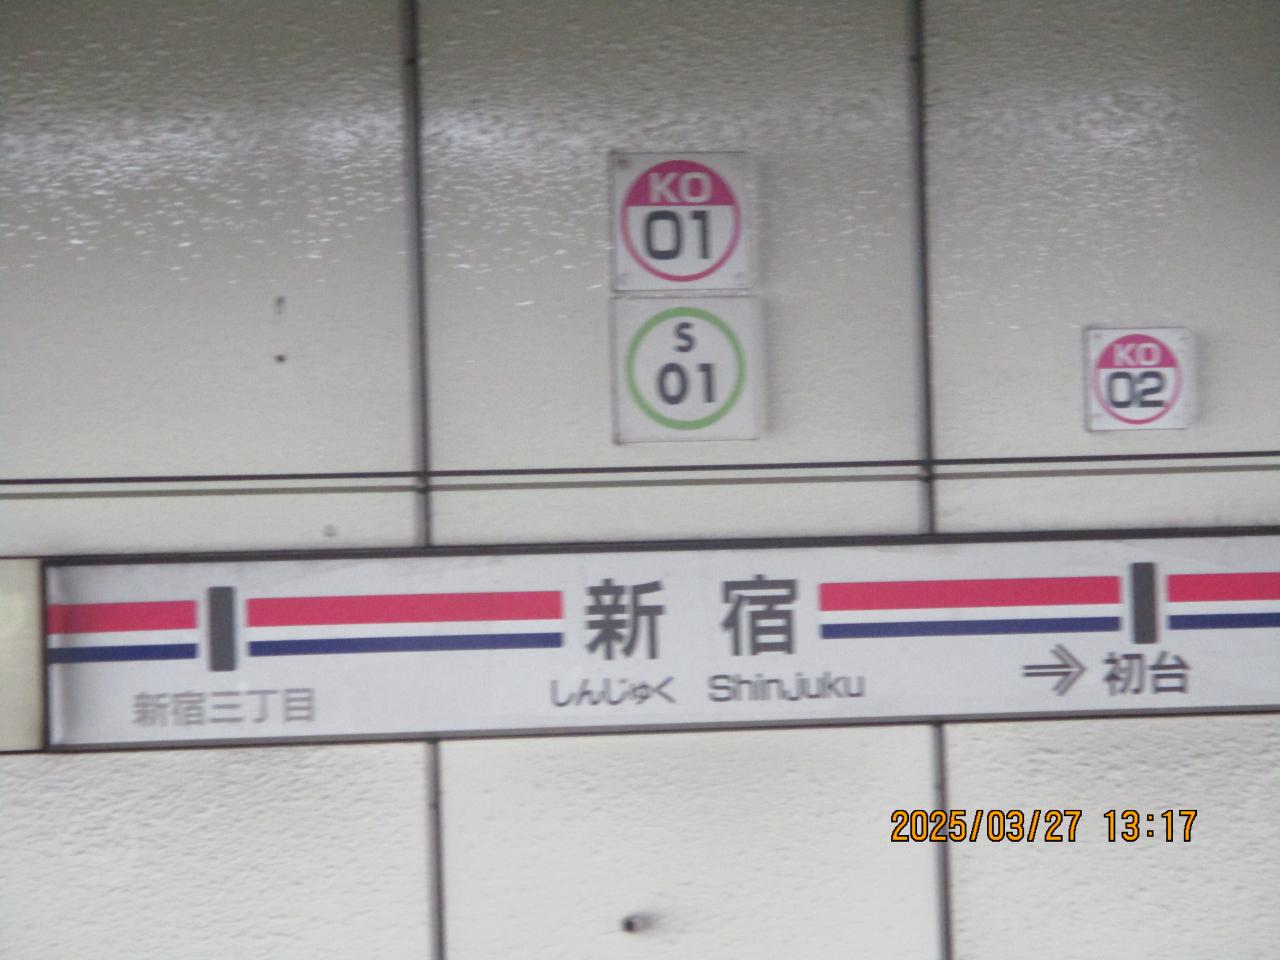 KO
01
S
01
KO
02
新宿
しんじゅく Shinjuku
新宿三丁目
⇒ 初台
2025/03/27 13:17